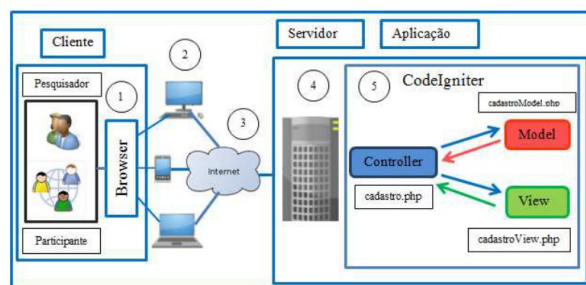 Cliente
Servidor
Aplicação
Pesquisador
Participante
Browser
1
2
3
Internet
4
5
CodeIgniter
cadastroModel.php
Model
Controller
cadastro.php
View
cadastroView.php